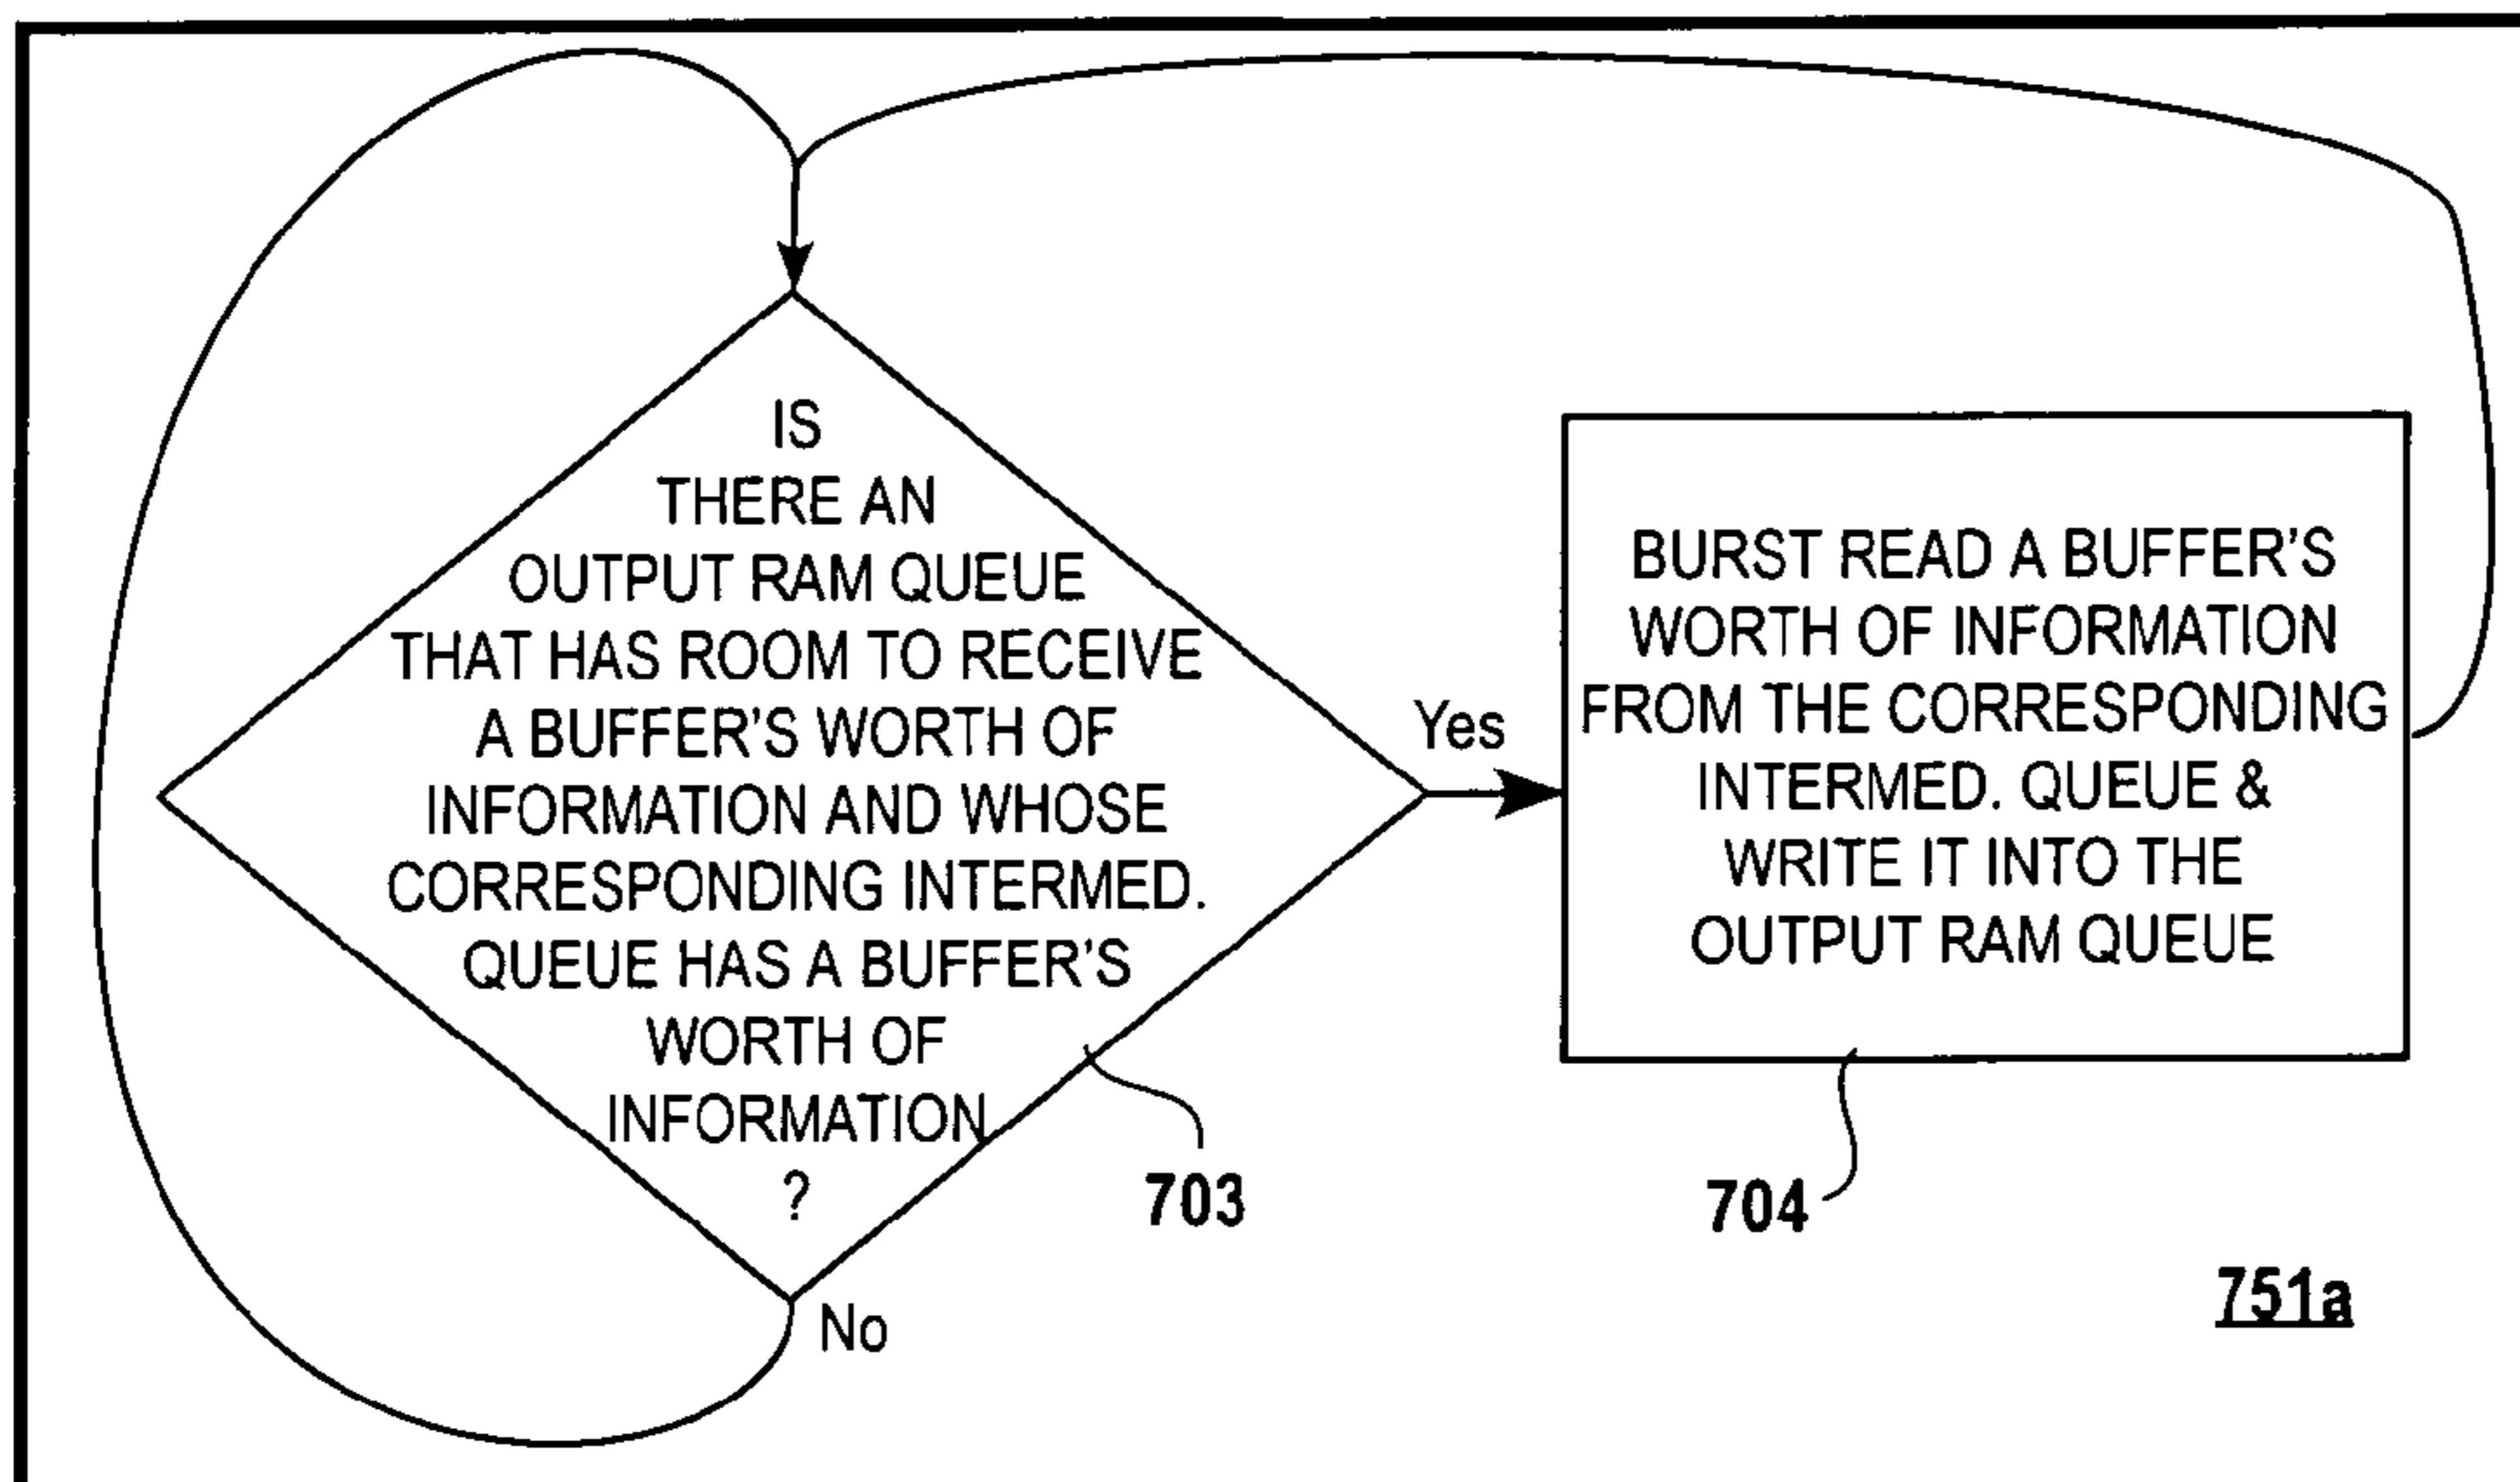 IS
THERE AN
OUTPUT RAM QUEUE
THAT HAS ROOM TO RECEIVE
A BUFFER'S WORTH OF
INFORMATION AND WHOSE
CORRESPONDING INTERMED.
QUEUE HAS A BUFFER'S
WORTH OF
INFORMATION
?
703
Yes
No
BURST READ A BUFFER'S
WORTH OF INFORMATION
FROM THE CORRESPONDING
INTERMED. QUEUE &
WRITE IT INTO THE
OUTPUT RAM QUEUE
704
751a